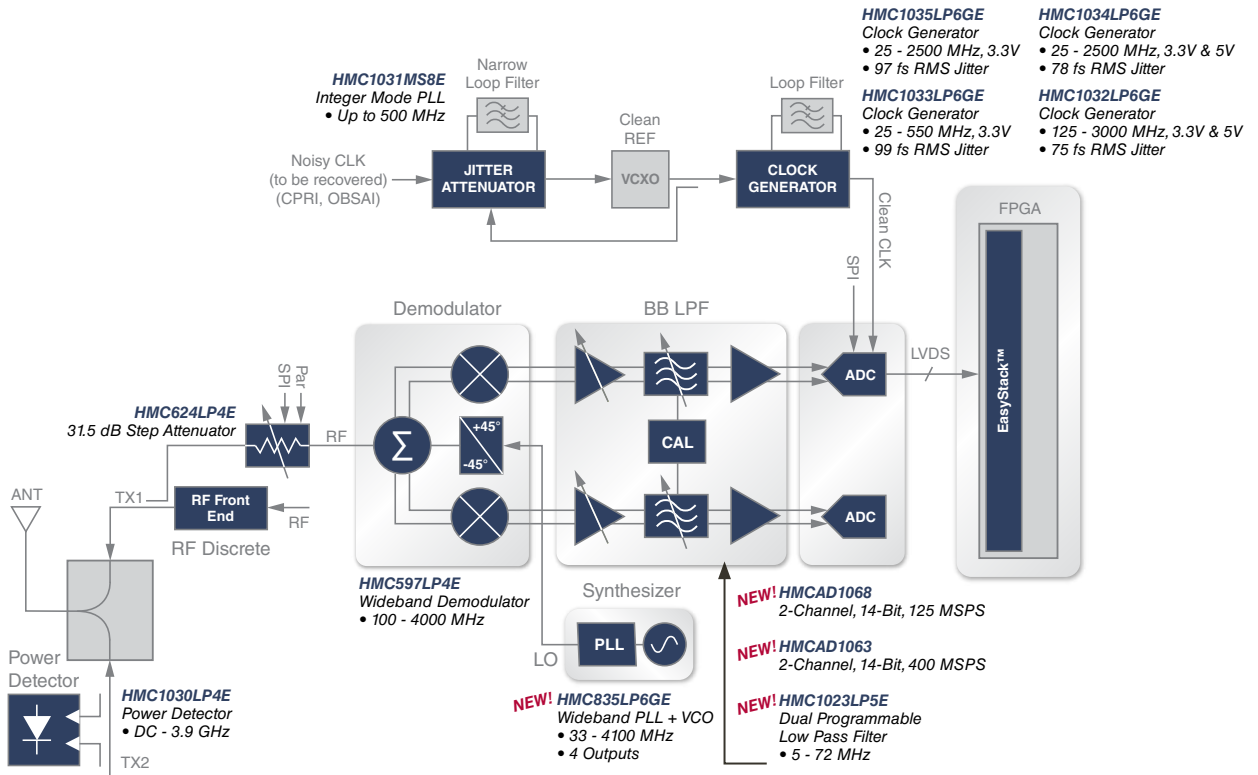 HMC1035LP6GE
Clock Generator
• 25 - 2500 MHz, 3.3V
• 97 fs RMS Jitter
HMC1034LP6GE
Clock Generator
• 25 - 2500 MHz, 3.3V & 5V
• 78 fs RMS Jitter
HMC1033LP6GE
Clock Generator
• 25 - 550 MHz, 3.3V
• 99 fs RMS Jitter
HMC1032LP6GE
Clock Generator
• 125 - 3000 MHz, 3.3V & 5V
• 75 fs RMS Jitter
HMC1031MS8E
Integer Mode PLL
• Up to 500 MHz
Narrow
Loop Filter
Loop Filter
Clean
REF
Noisy CLK
(to be recovered)
(CPRI, OBSAI)
JITTER
ATTENUATOR
VCXO
CLOCK
GENERATOR
Clean CLK
SPI
FPGA
EasyStack™
LVDS
Demodulator
BB LPF
ADC
SPI
Par
HMC624LP4E
31.5 dB Step Attenuator
RF
Σ
+45°
-45°
CAL
ANT
TX1
RF Front
End
RF
RF Discrete
ADC
HMC597LP4E
Wideband Demodulator
• 100 - 4000 MHz
Synthesizer
PLL
LO
NEW! HMC835LP6GE
Wideband PLL + VCO
• 33 - 4100 MHz
• 4 Outputs
NEW! HMCAD1068
2-Channel, 14-Bit, 125 MSPS
NEW! HMCAD1063
2-Channel, 14-Bit, 400 MSPS
NEW! HMC1023LP5E
Dual Programmable
Low Pass Filter
• 5 - 72 MHz
Power
Detector
HMC1030LP4E
Power Detector
• DC - 3.9 GHz
TX2